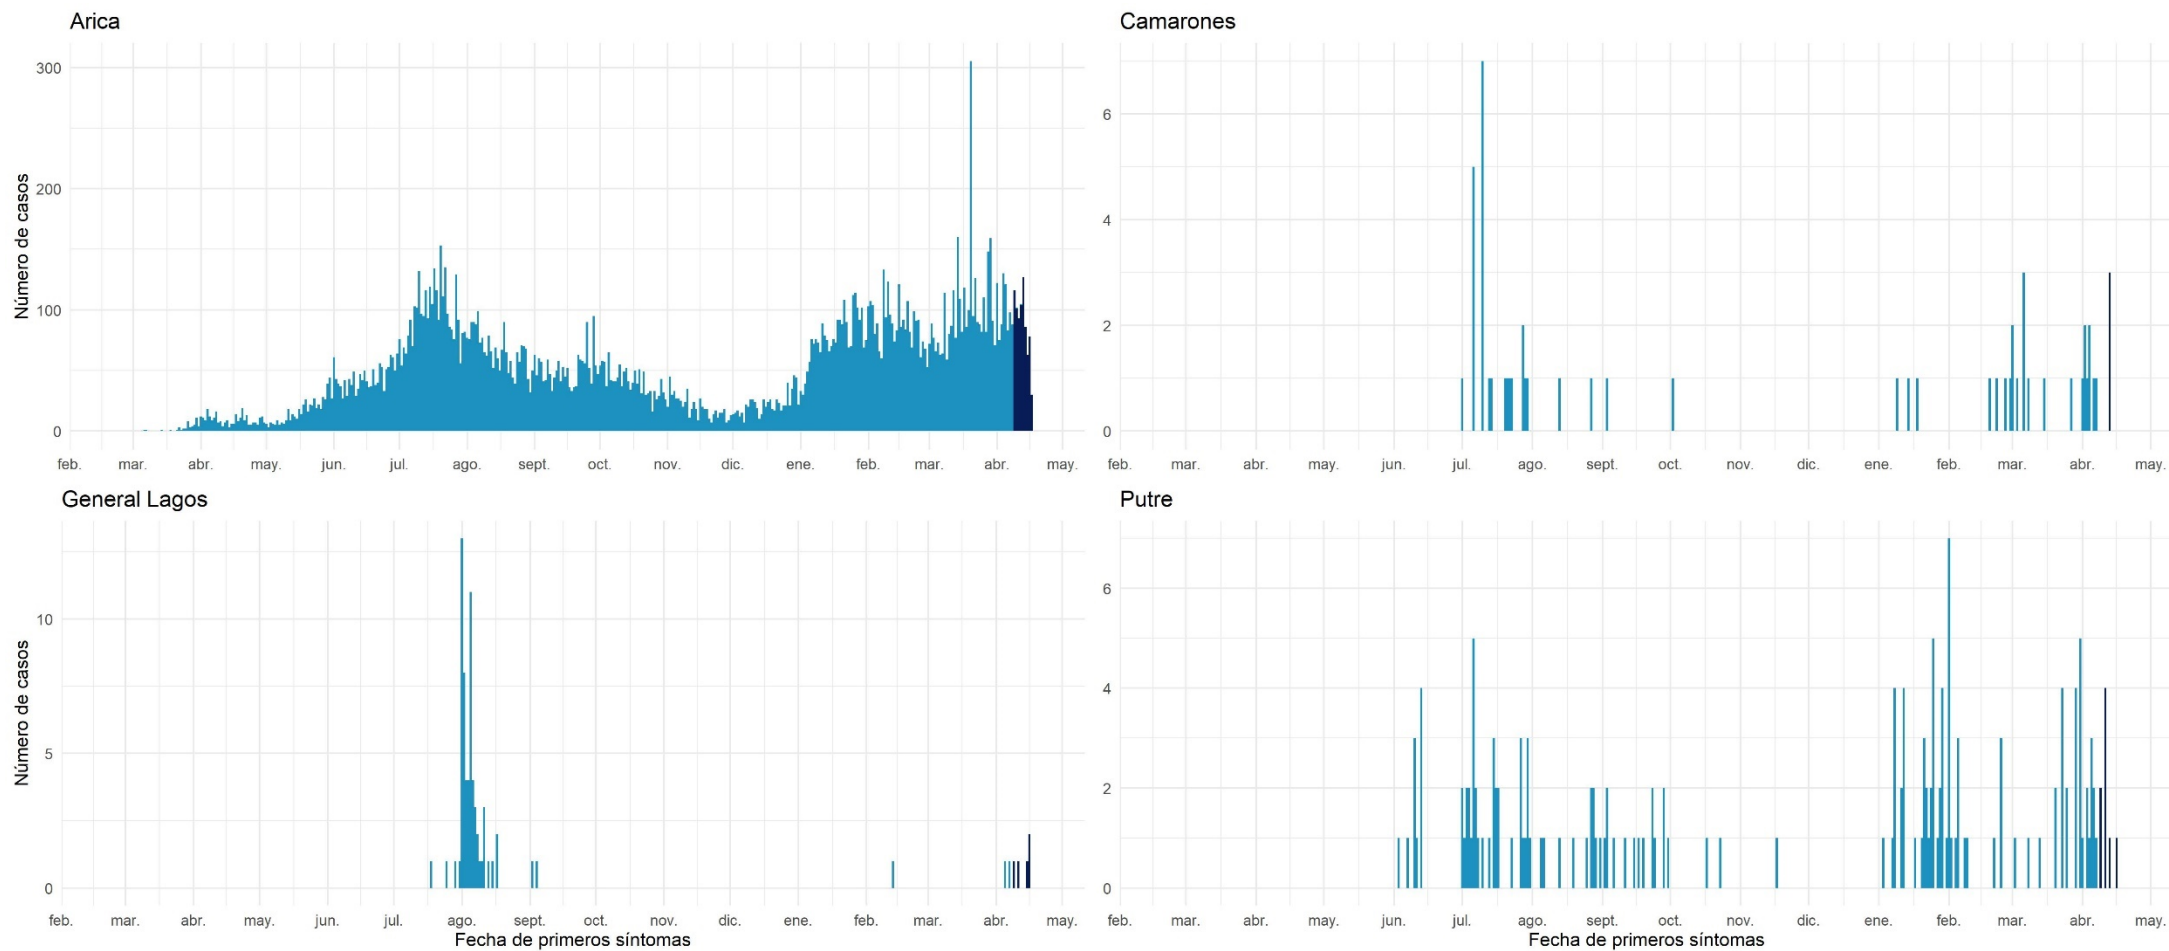 Arica
Número de casos
300
200
100
0
feb. mar. abr. may. jun. jul. ago. sept. oct. nov. dic. ene. feb. mar. abr. may.
Camarones
6
4
2
0
feb. mar. abr. may. jun. jul. ago. sept. oct. nov. dic. ene. feb. mar. abr. may.
General Lagos
Número de casos
10
5
0
feb. mar. abr. may. jun. jul. ago. sept. oct. nov. dic. ene. feb. mar. abr. may.
Fecha de primeros síntomas
Putre
6
4
2
0
feb. mar. abr. may. jun. jul. ago. sept. oct. nov. dic. ene. feb. mar. abr. may.
Fecha de primeros síntomas